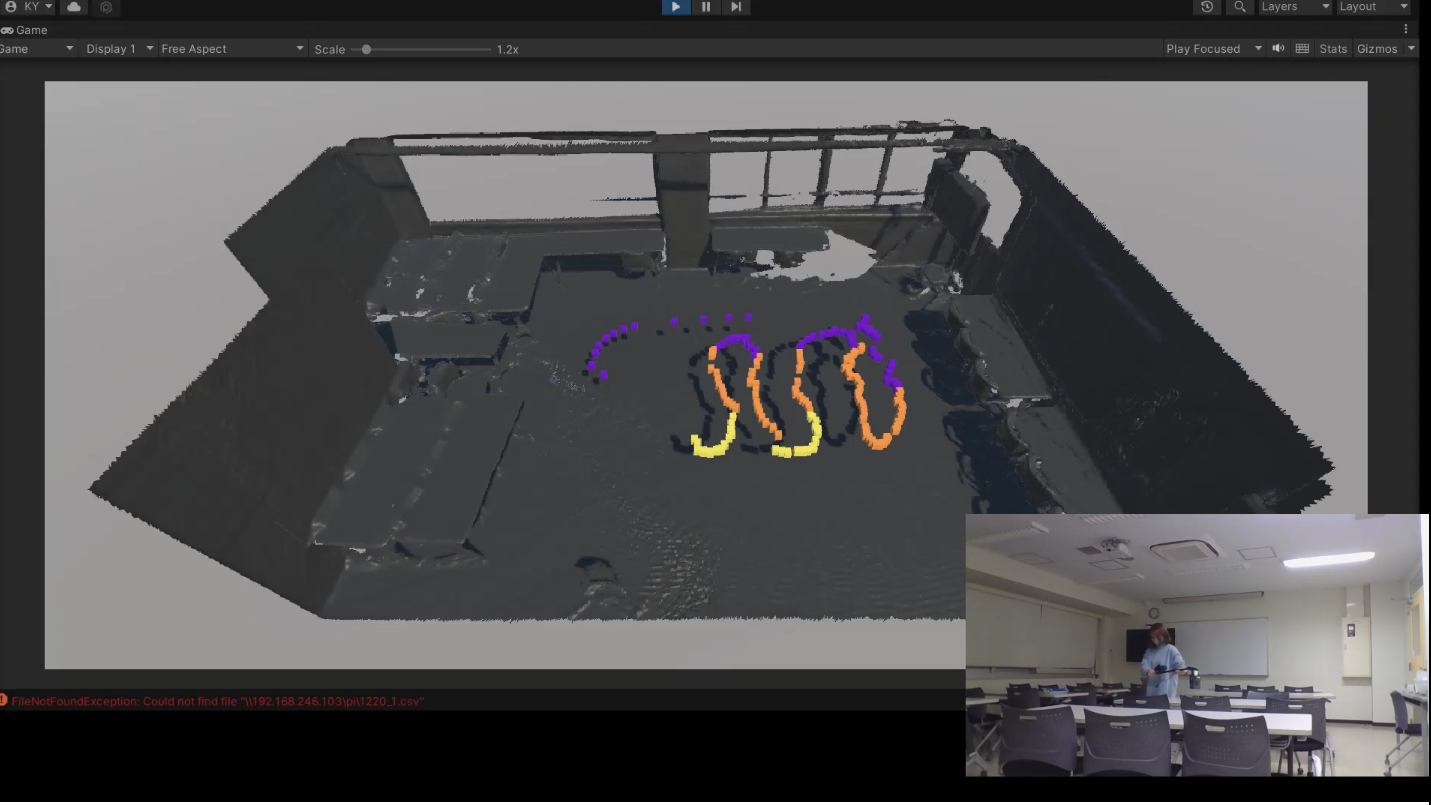 KY
Layers
Layout
Game
Game
Display 1
Free Aspect
Scale
1.2x
Play Focused
Stats
Gizmos
FileNotFoundException: Could not find file "\\192.168.246.103\pi\1220_1.csv"